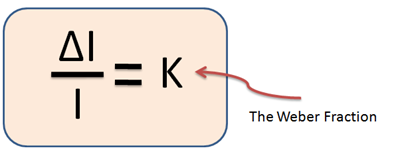 ΔI
I
= K
The Weber Fraction